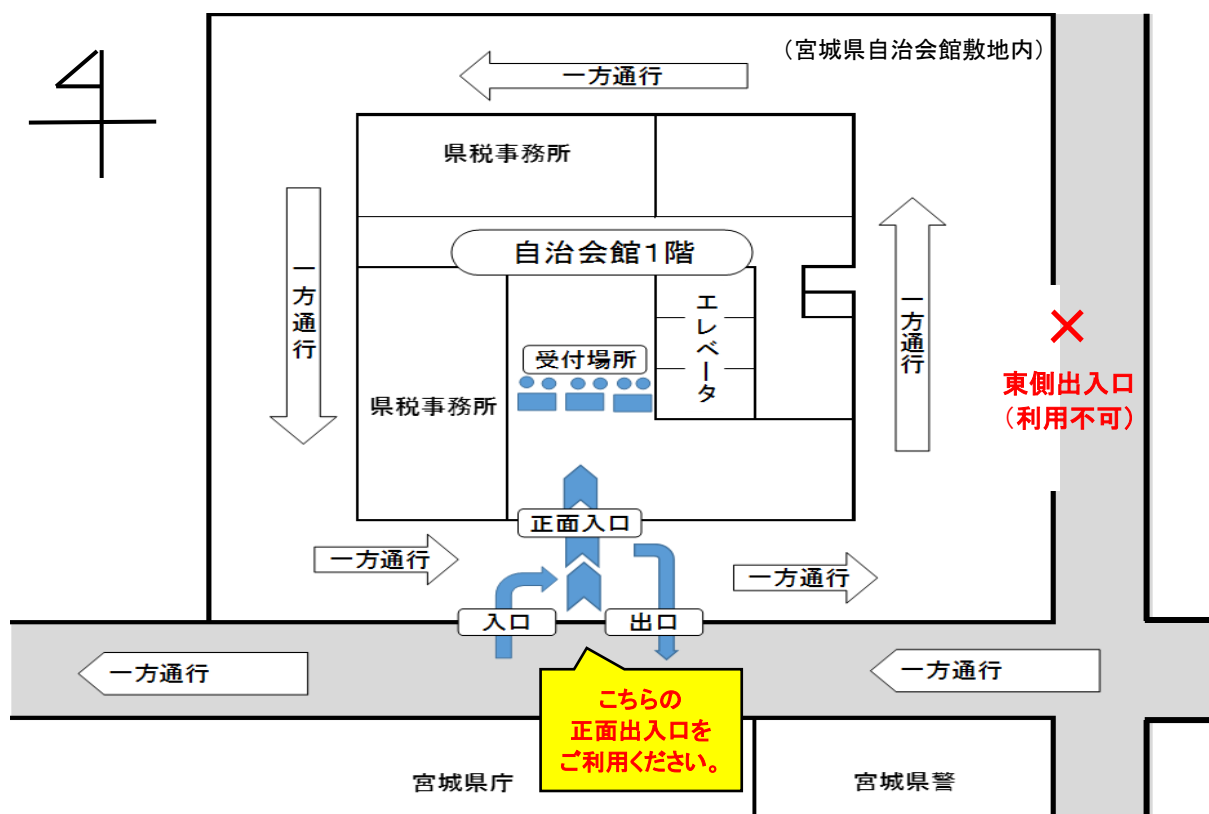 （宮城県自治会館敷地内）
一方通行
県税事務所
自治会館１階
一方通行
エレベータ
一方通行
受付場所
東側出入口
（利用不可）
県税事務所
正面入口
一方通行
一方通行
入口
出口
一方通行
一方通行
こちらの
正面出入口を
ご利用ください。
宮城県庁
宮城県警